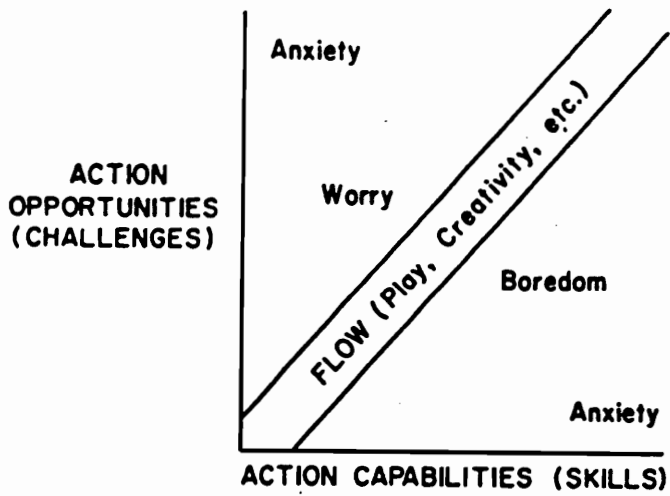 Anxiety
ACTION
OPPORTUNITIES
(CHALLENGES)
Worry
FLOW (Play, Creativity, etc.)
Boredom
Anxiety
ACTION CAPABILITIES (SKILLS)